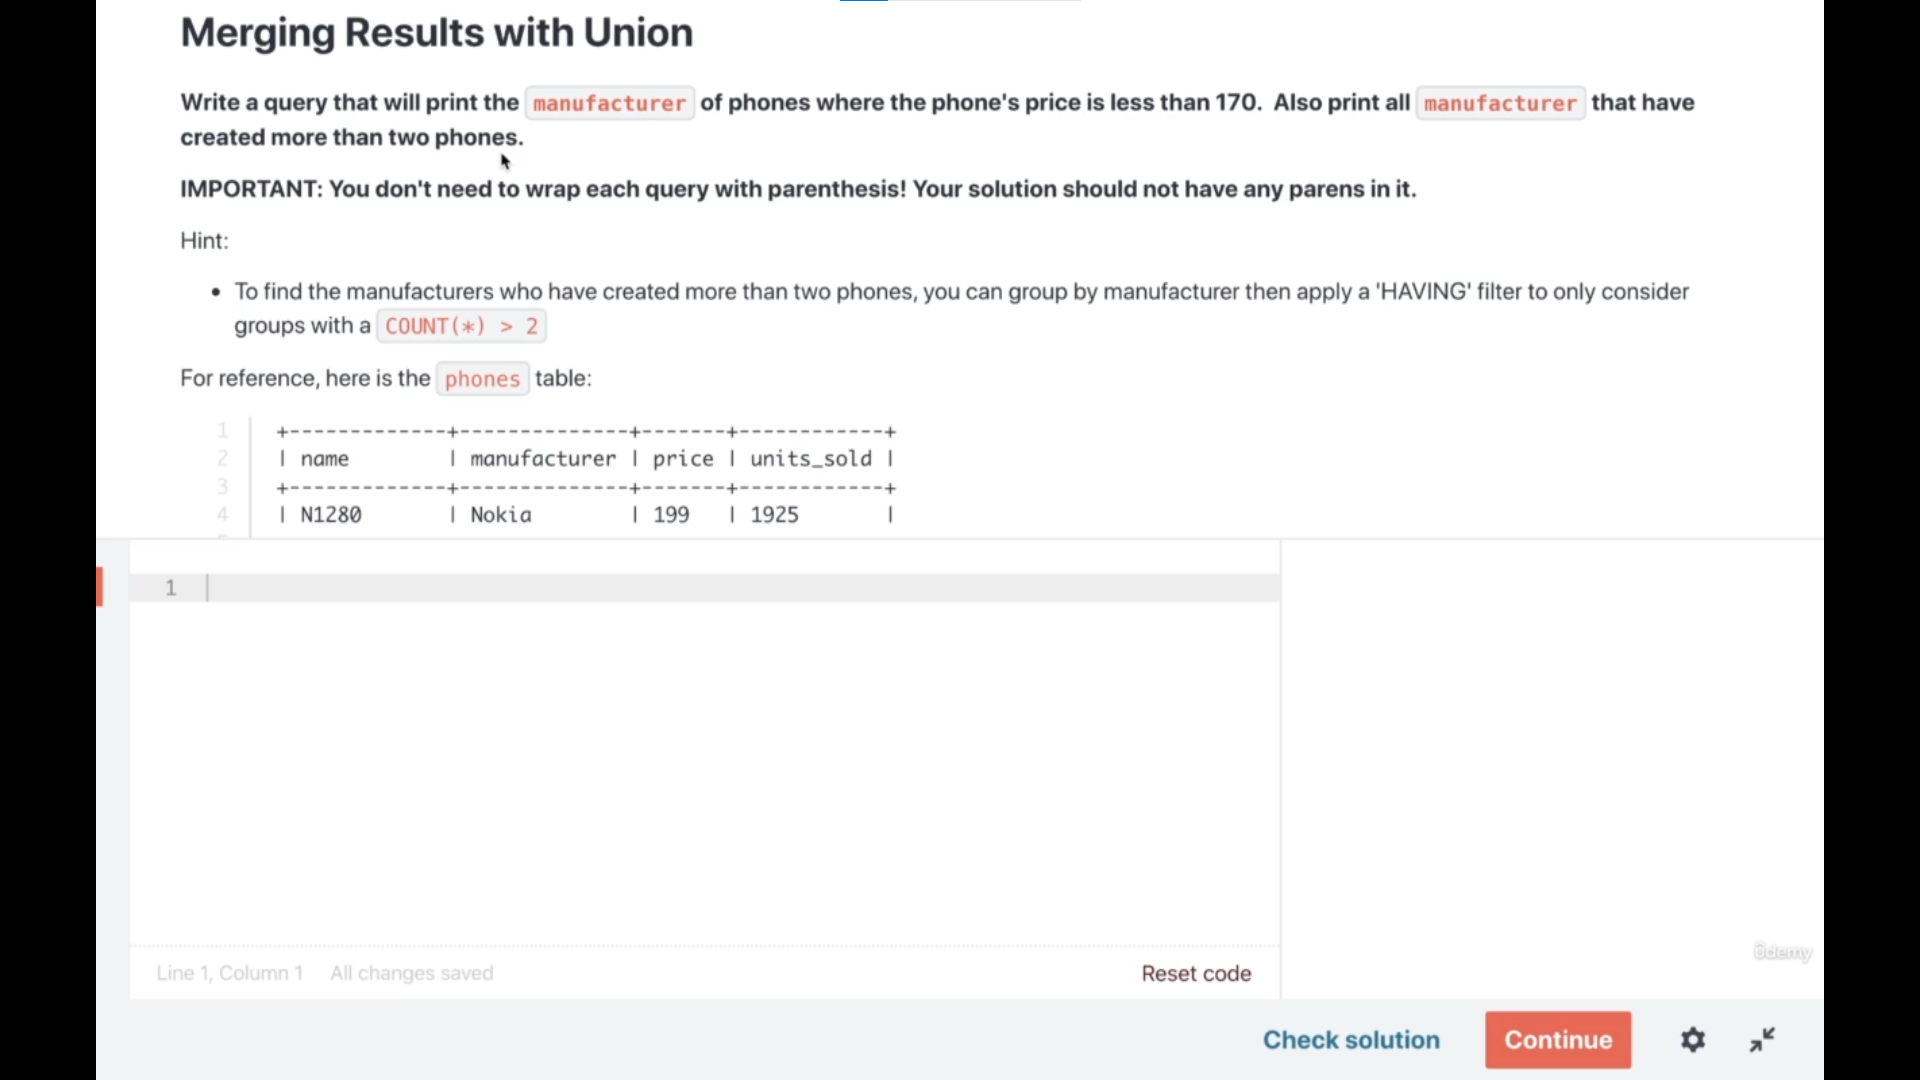 Merging Results with Union
Write a query that will print the manufacturer of phones where the phone's price is less than 170. Also print all manufacturer that have
created more than two phones.
IMPORTANT: You don't need to wrap each query with parenthesis! Your solution should not have any parens in it.
Hint:
• To find the manufacturers who have created more than two phones, you can group by manufacturer then apply a 'HAVING' filter to only consider
groups with a COUNT(*) > 2
For reference, here is the phones table:
1 +-------------+--------------+-------+------------+
2 | name | manufacturer | price | units_sold |
3 +-------------+--------------+-------+------------+
4 | N1280 | Nokia | 199 | 1925 |
1
Line 1, Column 1 All changes saved Reset code
ûdemy
Check solution Continue